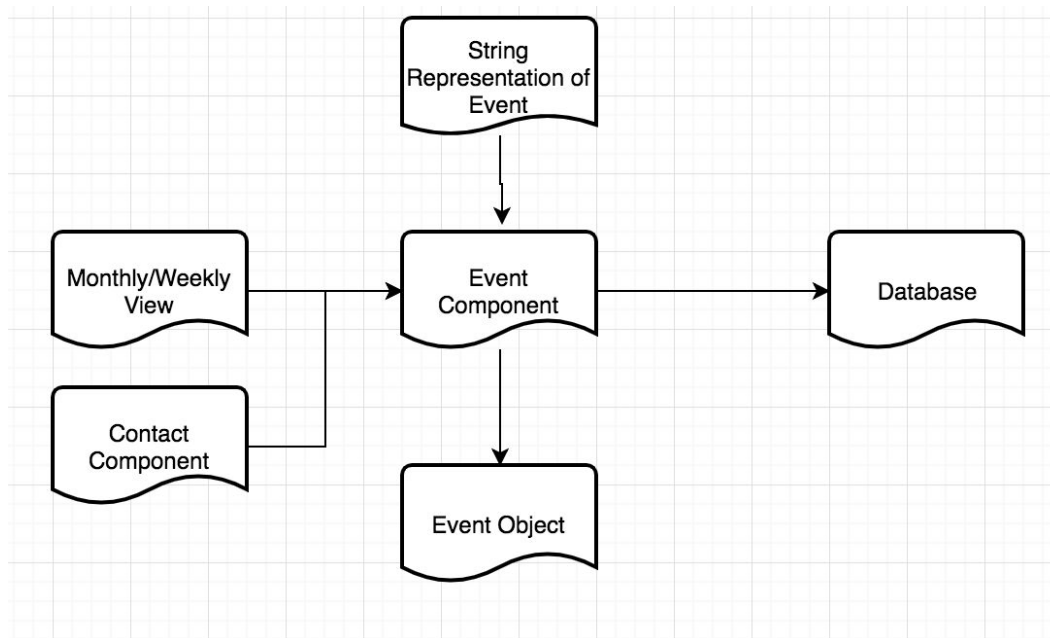 String
Representation of
Event
Monthly/Weekly
View
Event
Component
Database
Contact
Component
Event Object